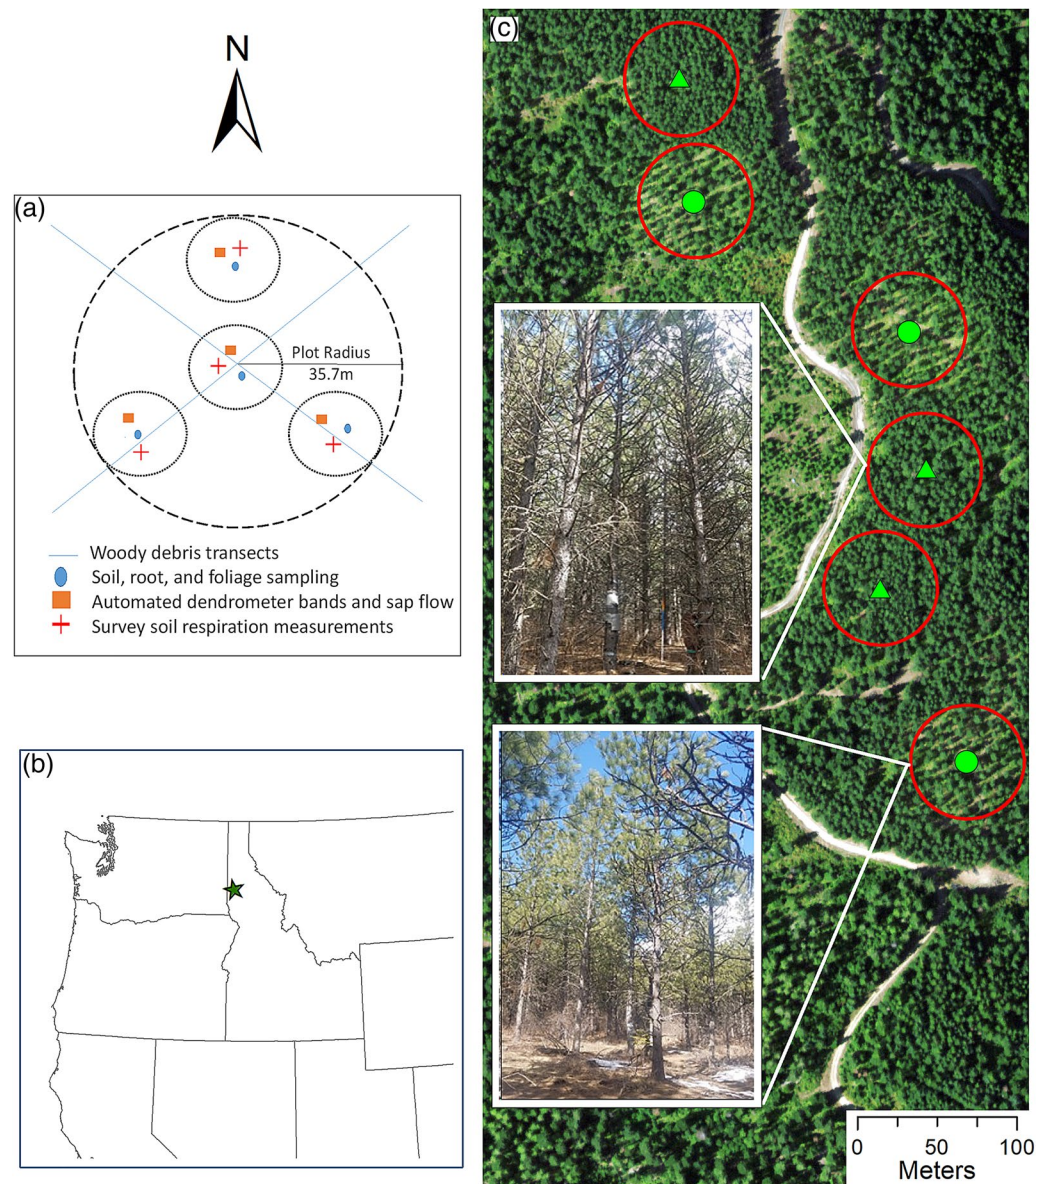 N
(a)
Plot Radius
35.7m
Woody debris transects
Soil, root, and foliage sampling
Automated dendrometer bands and sap flow
Survey soil respiration measurements
(b)
(c)
0 50 100
Meters